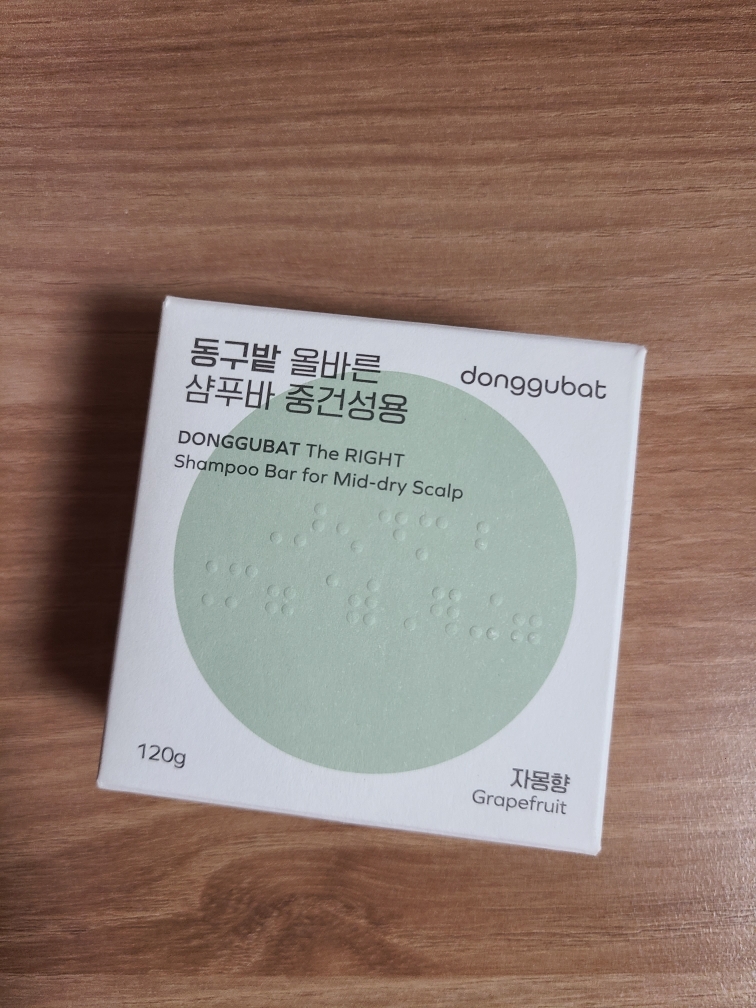 동구밭 올바른
샴푸바 중건성용
donggubat
DONGGUBAT The RIGHT
Shampoo Bar for Mid-dry Scalp
120g
자몽향
Grapefruit